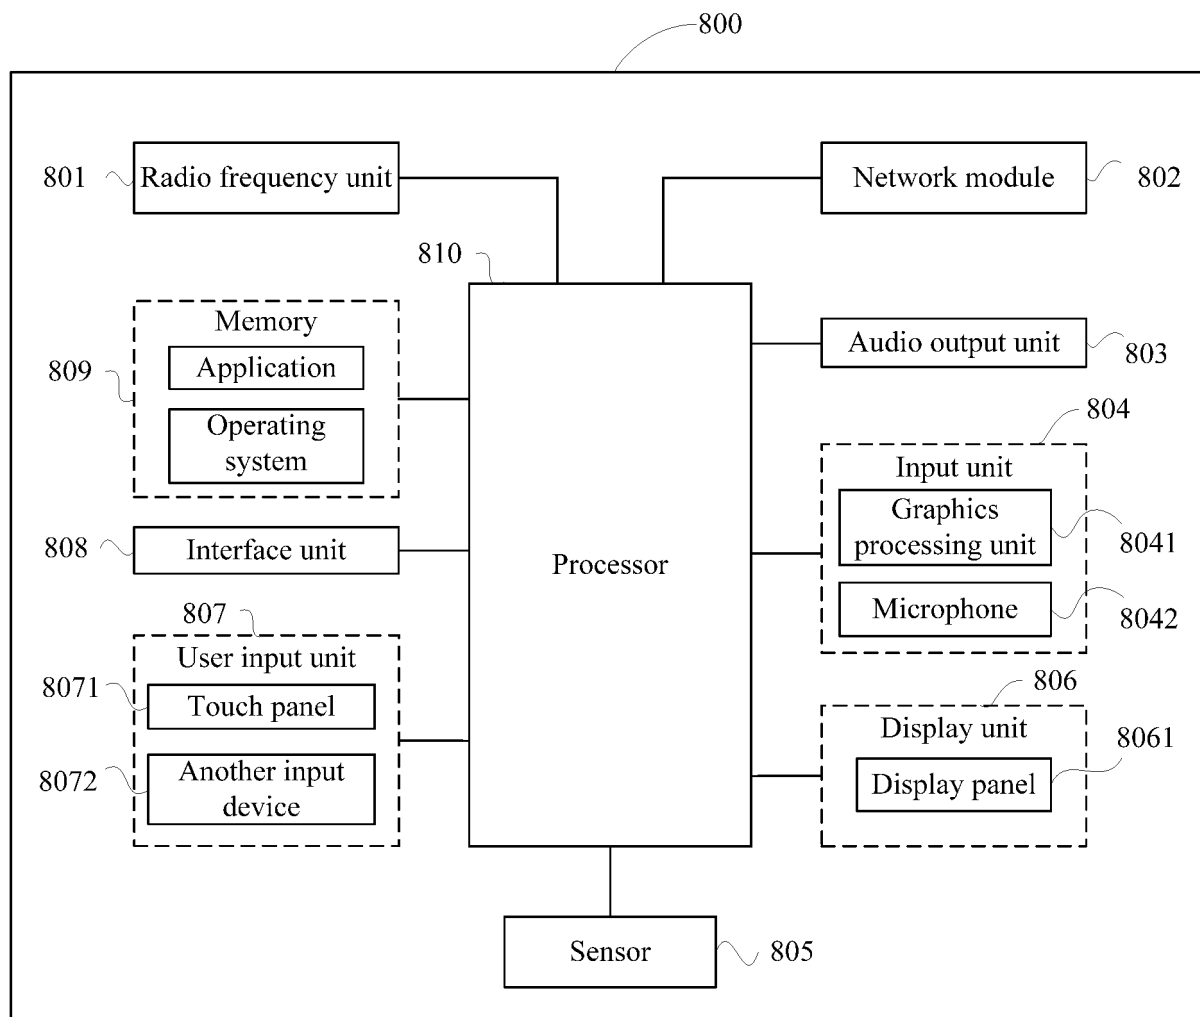 800
801
Radio frequency unit
Network module
802
810
Memory
Application
Operating
system
809
Audio output unit
803
804
Input unit
Graphics
processing unit
8041
Microphone
8042
808
Interface unit
Processor
807
User input unit
8071
Touch panel
8072
Another input
device
806
Display unit
8061
Display panel
Sensor
805